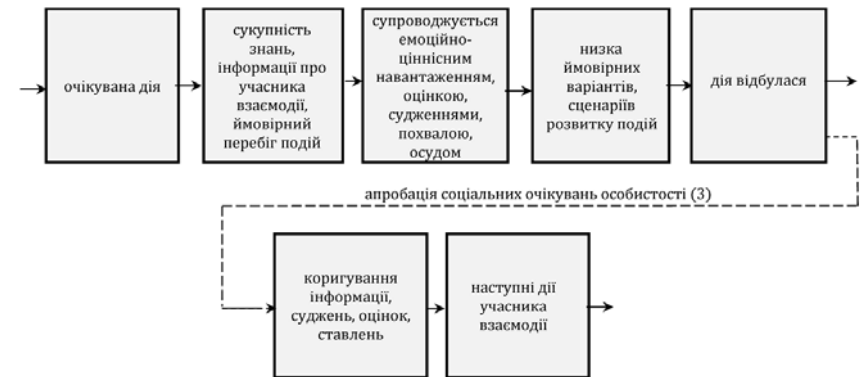 очікувана дія
сукупність
знань,
інформації про
учасника
взаємодії,
ймовірний
перебіг подій
супроводжується
емоційно-
ціннісним
навантаженням,
оцінкою,
судженнями,
похвалою,
осудом
низка
ймовірних
варіантів,
сценаріїв
розвитку подій
дія відбулася
апробація соціальних очікувань особистості (3)
коригування
інформації,
суджень, оцінок,
ставлень
наступні дії
учасника
взаємодії